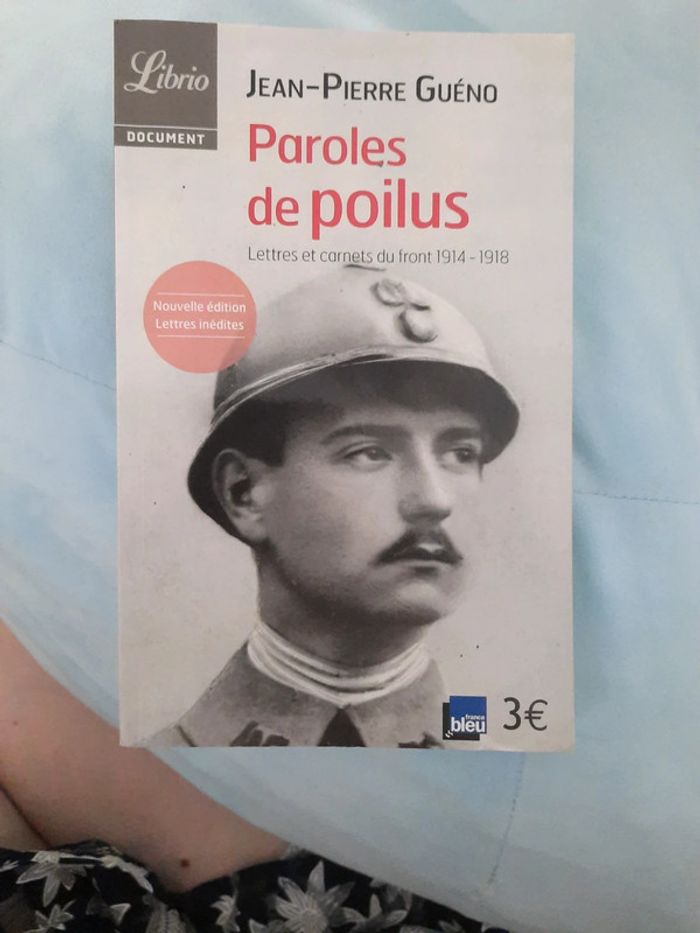 Librio
DOCUMENT
JEAN-PIERRE GUÉNO
Paroles
de poilus
Lettres et carnets du front 1914-1918
Nouvelle édition
Lettres inédites
france
bleu
3€